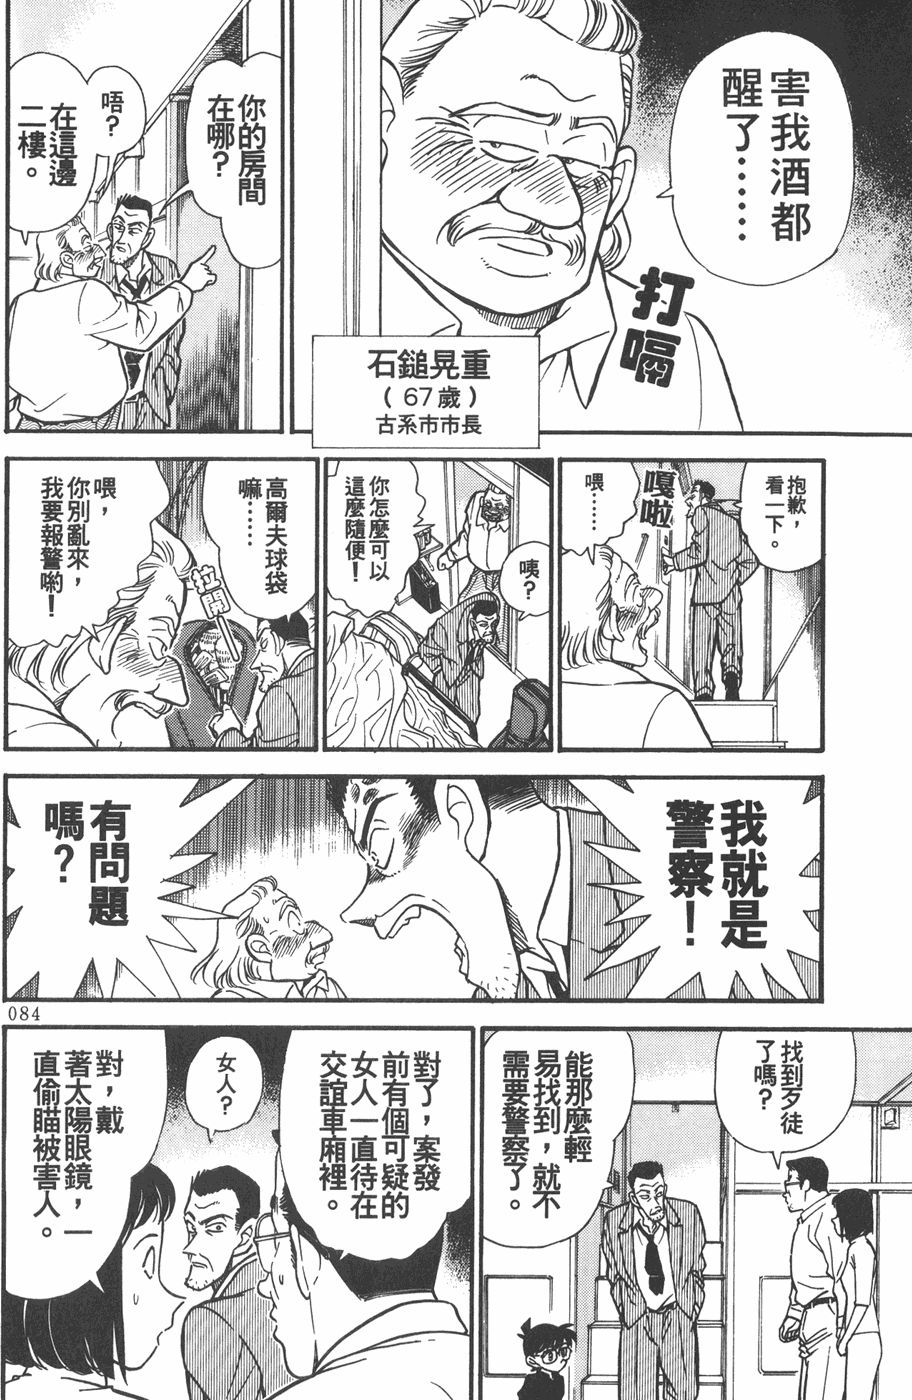 害我酒都
醒了……
打嗝
石鎚晃重
（67歲）
古系市市長
你的房間
在哪？
唔？
在這邊
二樓。
抱歉，
看一下。
嘎啦
喂……
咦？
你怎麼可以
這麼隨便！
高爾夫球袋
嘛……
拉開
喂，
你別亂來，
我要報警喲！
我就是
警察！
有問題
嗎？
084
找到歹徒
了嗎？
能那麼輕
易找到，就不
需要警察了。
對了，案發
前有個可疑的
女人一直待在
交誼車廂裡。
女人？
對，戴
著太陽眼鏡，一
直偷瞄被害人。